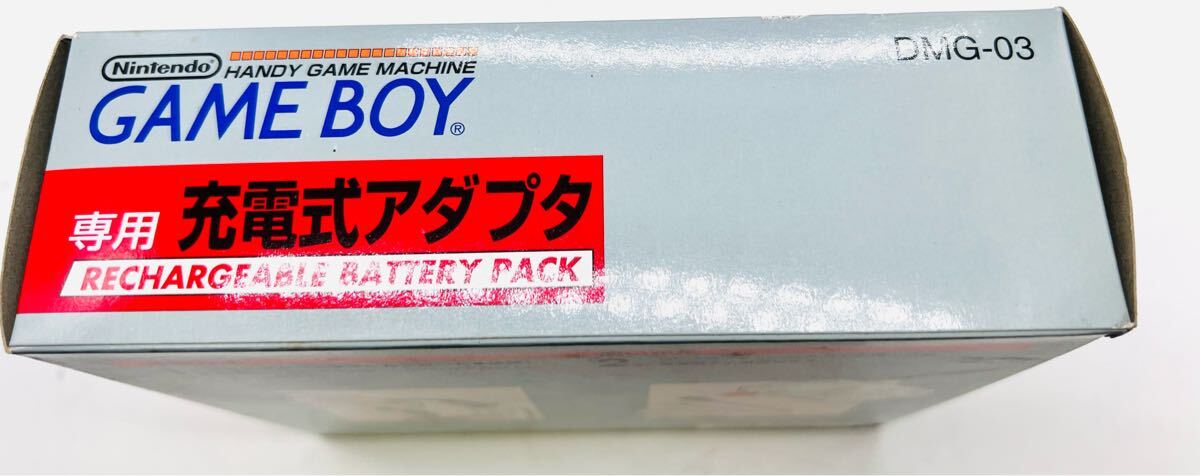 Nintendo®
HANDY GAME MACHINE
GAME BOY®
DMG-03
専用 充電式アダプタ
RECHARGEABLE BATTERY PACK